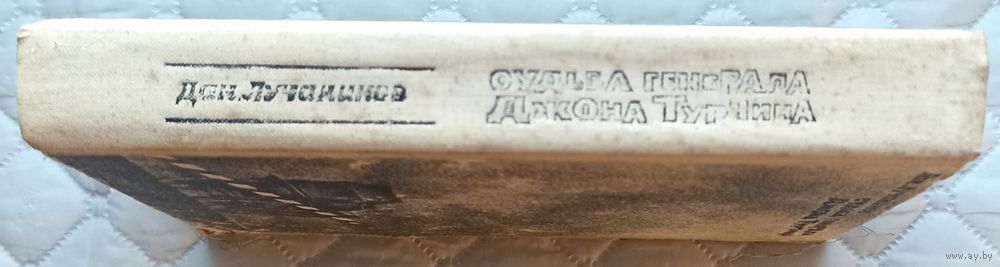 Дан. Лучанинов
СУДЬБА ГЕНЕРАЛА
ДЖОНА ТУРЧИНА
www.ay.by